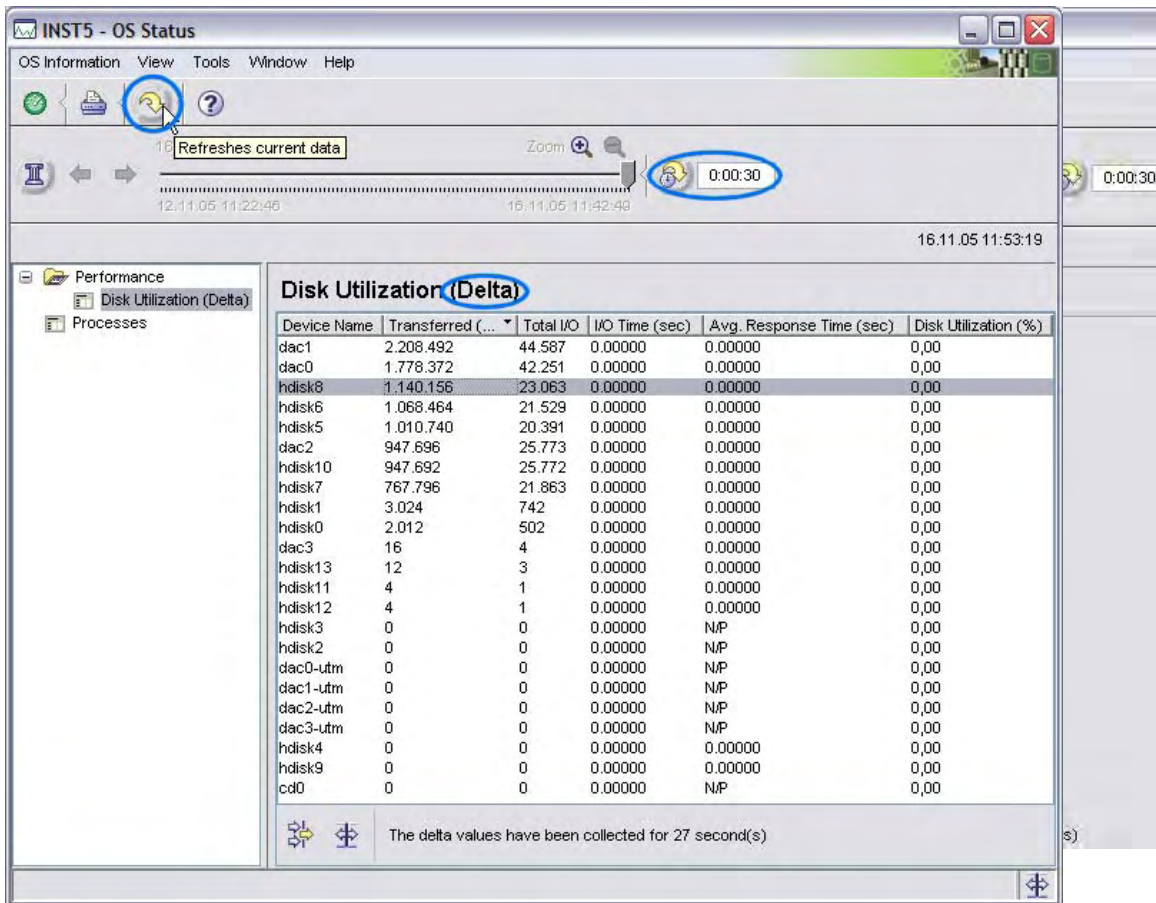 INST5 - OS Status
OS Information View Tools Window Help
16
Refreshes current data
Zoom
0:00:30
0:00:30
12.11.05 11:22:46 16.11.05 11:42:49
16.11.05 11:53:19
Performance
Disk Utilization (Delta)
Processes
Disk Utilization (Delta)
Device Name Transferred (... Total I/O I/O Time (sec) Avg. Response Time (sec) Disk Utilization (%)
dac1 2.208.492 44.587 0.00000 0.00000 0,00
dac0 1.778.372 42.251 0.00000 0.00000 0,00
hdisk8 1.140.156 23.063 0.00000 0.00000 0,00
hdisk6 1.068.464 21.529 0.00000 0.00000 0,00
hdisk5 1.010.740 20.391 0.00000 0.00000 0,00
dac2 947.696 25.773 0.00000 0.00000 0,00
hdisk10 947.692 25.772 0.00000 0.00000 0,00
hdisk7 767.796 21.863 0.00000 0.00000 0,00
hdisk1 3.024 742 0.00000 0.00000 0,00
hdisk0 2.012 502 0.00000 0.00000 0,00
dac3 16 4 0.00000 0.00000 0,00
hdisk13 12 3 0.00000 0.00000 0,00
hdisk11 4 1 0.00000 0.00000 0,00
hdisk12 4 1 0.00000 0.00000 0,00
hdisk3 0 0 0.00000 N/P 0,00
hdisk2 0 0 0.00000 N/P 0,00
dac0-utm 0 0 0.00000 N/P 0,00
dac1-utm 0 0 0.00000 N/P 0,00
dac2-utm 0 0 0.00000 N/P 0,00
dac3-utm 0 0 0.00000 N/P 0,00
hdisk4 0 0 0.00000 0.00000 0,00
hdisk9 0 0 0.00000 0.00000 0,00
cd0 0 0 0.00000 N/P 0,00
The delta values have been collected for 27 second(s)
s)